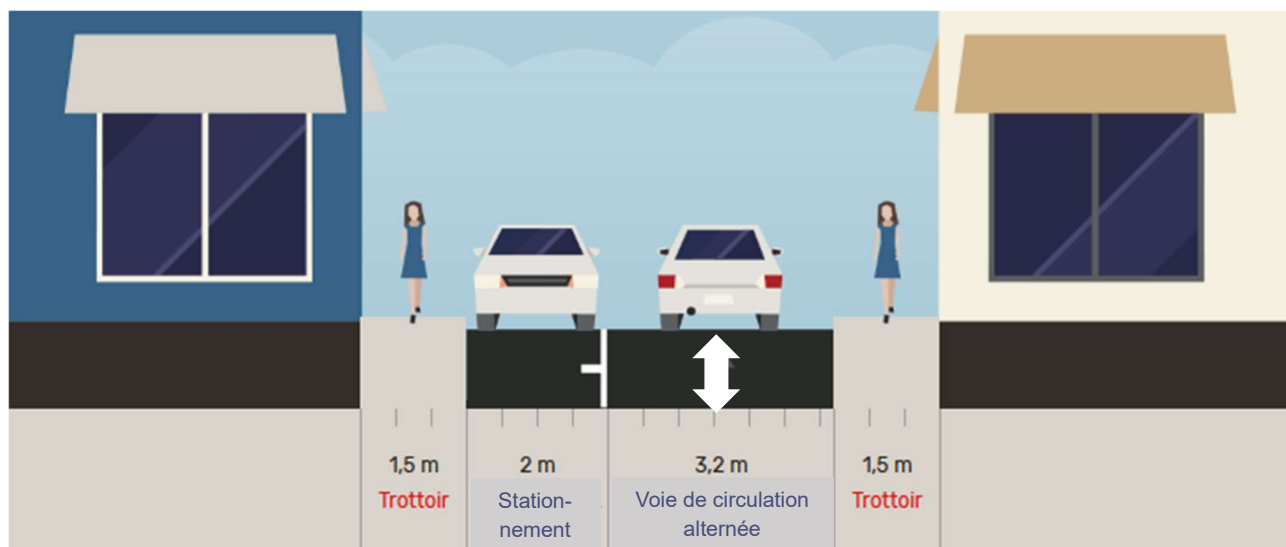 1,5 m
Trottoir
2 m
Station-
nement
3,2 m
Voie de circulation
alternée
1,5 m
Trottoir